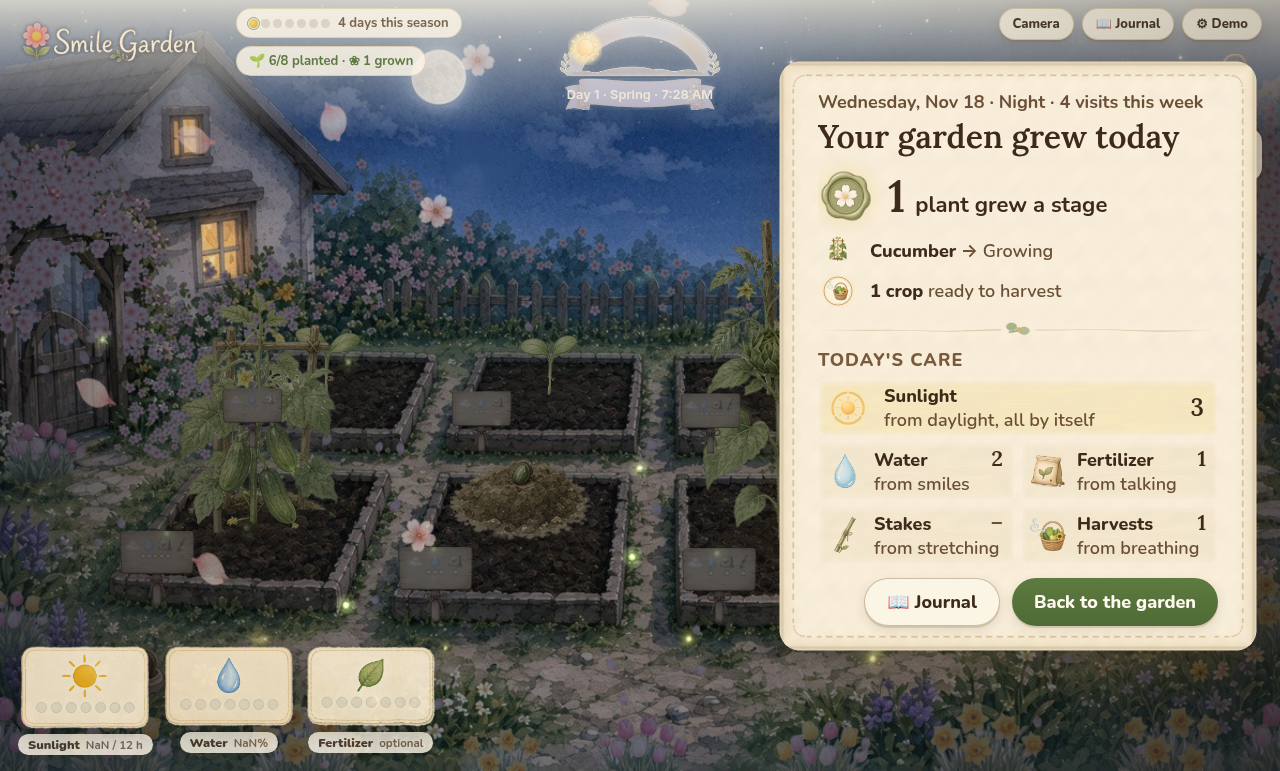 Smile Garden
4 days this season
6/8 planted · 1 grown
Day 1 · Spring · 7:28 AM
Camera
Journal
Demo
Wednesday, Nov 18 · Night · 4 visits this week
Your garden grew today
1 plant grew a stage
Cucumber → Growing
1 crop ready to harvest
TODAY'S CARE
Sunlight
3
from daylight, all by itself
Water 2
from smiles
Fertilizer 1
from talking
Stakes –
from stretching
Harvests 1
from breathing
Journal
Back to the garden
Sunlight NaN / 12 h
Water NaN%
Fertilizer optional